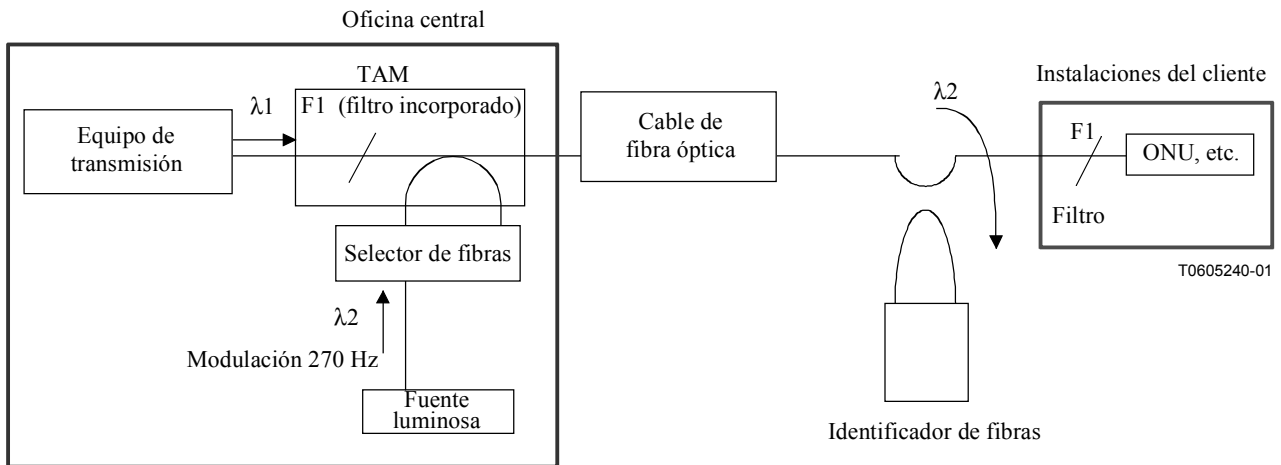 Oficina central
TAM
F1 (filtro incorporado)
λ1
Equipo de
transmisión
Selector de fibras
λ2
Modulación 270 Hz
Fuente
luminosa
Cable de
fibra óptica
λ2
Identificador de fibras
Instalaciones del cliente
F1
ONU, etc.
Filtro
T0605240-01